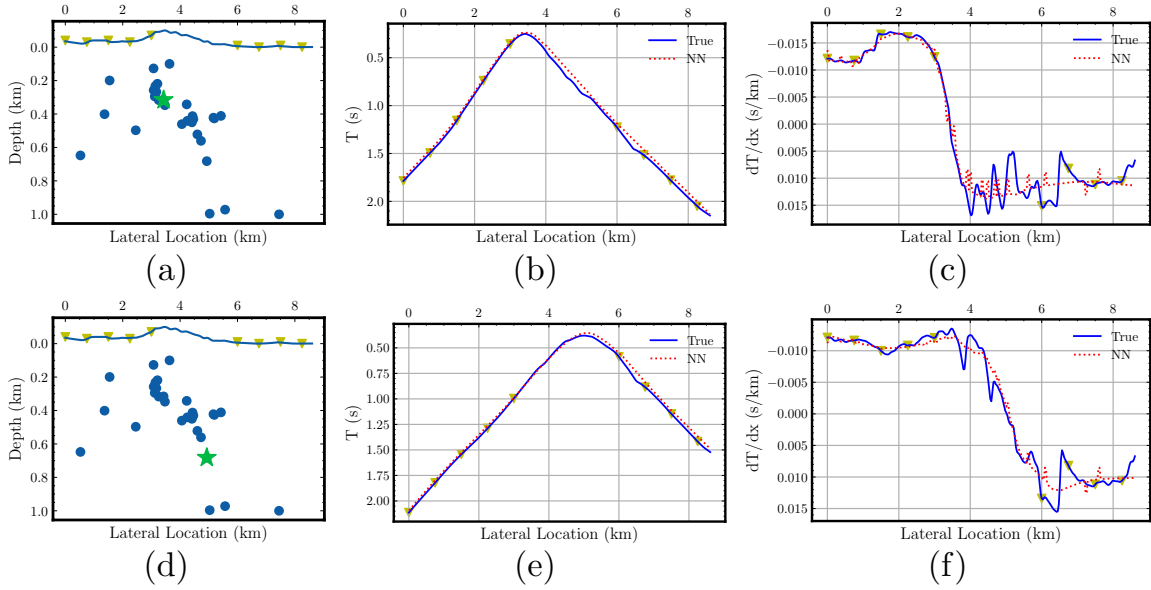 0 2 4 6 8
0.0
0.2
0.4
0.6
0.8
1.0
Depth (km)
Lateral Location (km)
(a)
0 2 4 6 8
0.5
1.0
1.5
2.0
T (s)
True
NN
Lateral Location (km)
(b)
0 2 4 6 8
−0.015
−0.010
−0.005
0.000
0.005
0.010
0.015
dT/dx (s/km)
True
NN
Lateral Location (km)
(c)
0 2 4 6 8
0.0
0.2
0.4
0.6
0.8
1.0
Depth (km)
Lateral Location (km)
(d)
0 2 4 6 8
0.50
0.75
1.00
1.25
1.50
1.75
2.00
T (s)
True
NN
Lateral Location (km)
(e)
0 2 4 6 8
−0.010
−0.005
0.000
0.005
0.010
0.015
dT/dx (s/km)
True
NN
Lateral Location (km)
(f)